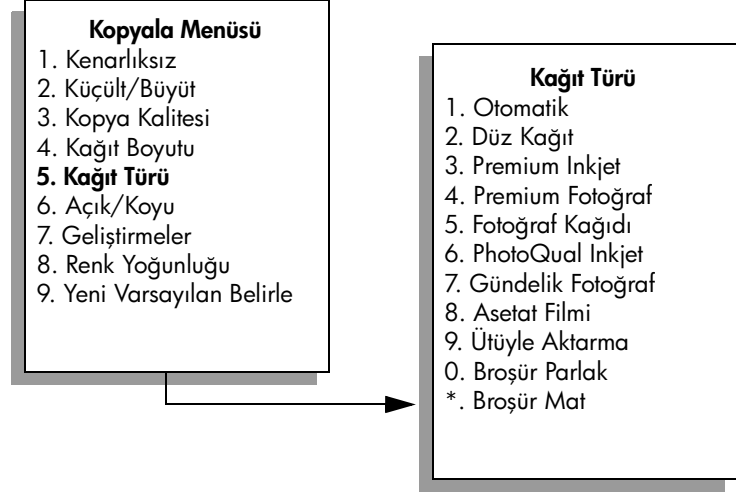 Kopyala Menüsü
1. Kenarlıksız
2. Küçült/Büyüt
3. Kopya Kalitesi
4. Kağıt Boyutu
5. Kağıt Türü
6. Açık/Koyu
7. Geliştirmeler
8. Renk Yoğunluğu
9. Yeni Varsayılan Belirle
Kağıt Türü
1. Otomatik
2. Düz Kağıt
3. Premium Inkjet
4. Premium Fotoğraf
5. Fotoğraf Kağıdı
6. PhotoQual Inkjet
7. Gündelik Fotoğraf
8. Asetat Filmi
9. Ütüyle Aktarma
0. Broşür Parlak
*. Broşür Mat